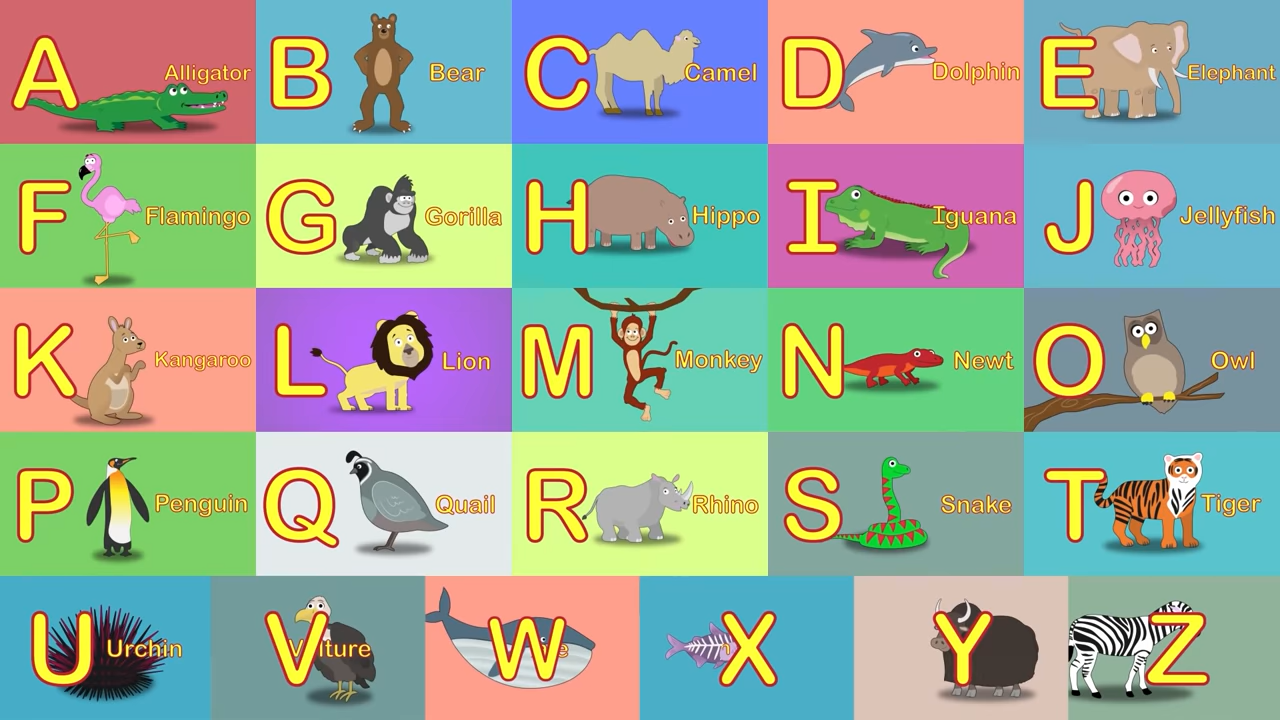 A Alligator
B Bear
C Camel
D Dolphin
E Elephant
F Flamingo
G Gorilla
H Hippo
I Iguana
J Jellyfish
K Kangaroo
L Lion
M Monkey
N Newt
O Owl
P Penguin
Q Quail
R Rhino
S Snake
T Tiger
U Urchin
V lture
W
X
Y
Z